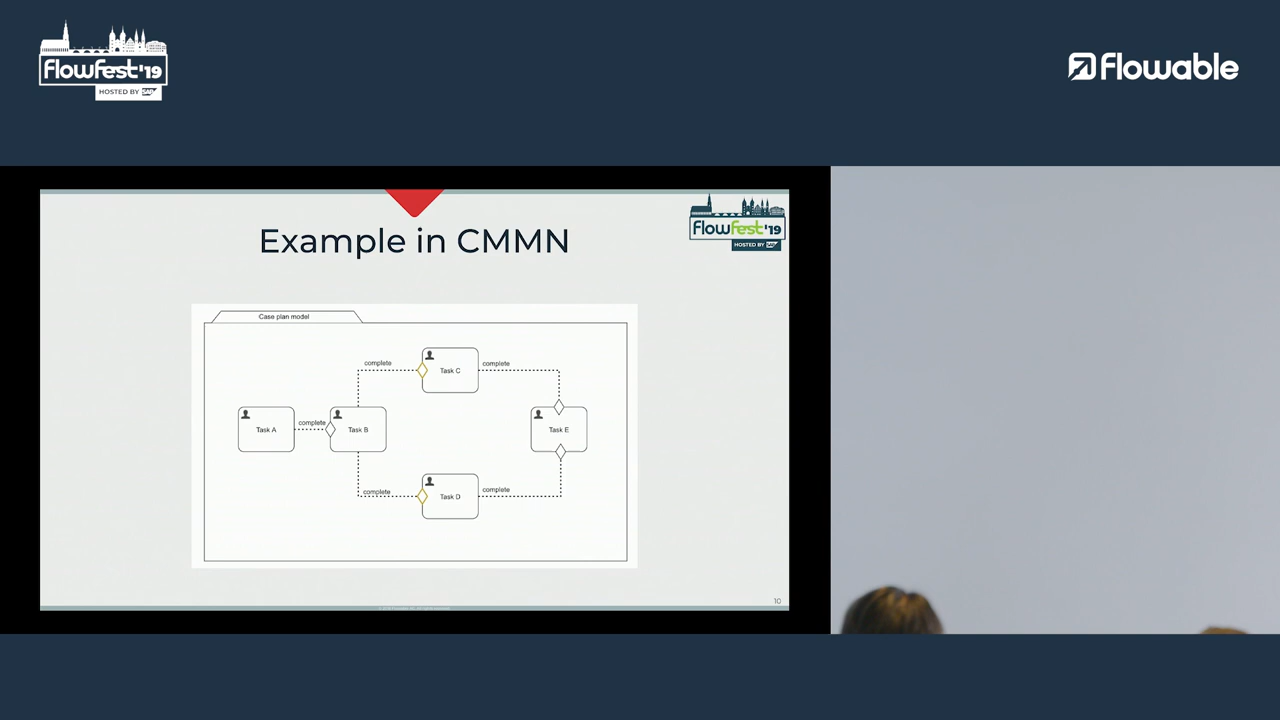 flowfest'19
HOSTED BY SAP
Flowable
Example in CMMN
flowfest'19
HOSTED BY SAP
Case plan model
complete
Task C
complete
Task A
complete
Task B
Task E
complete
Task D
complete
10